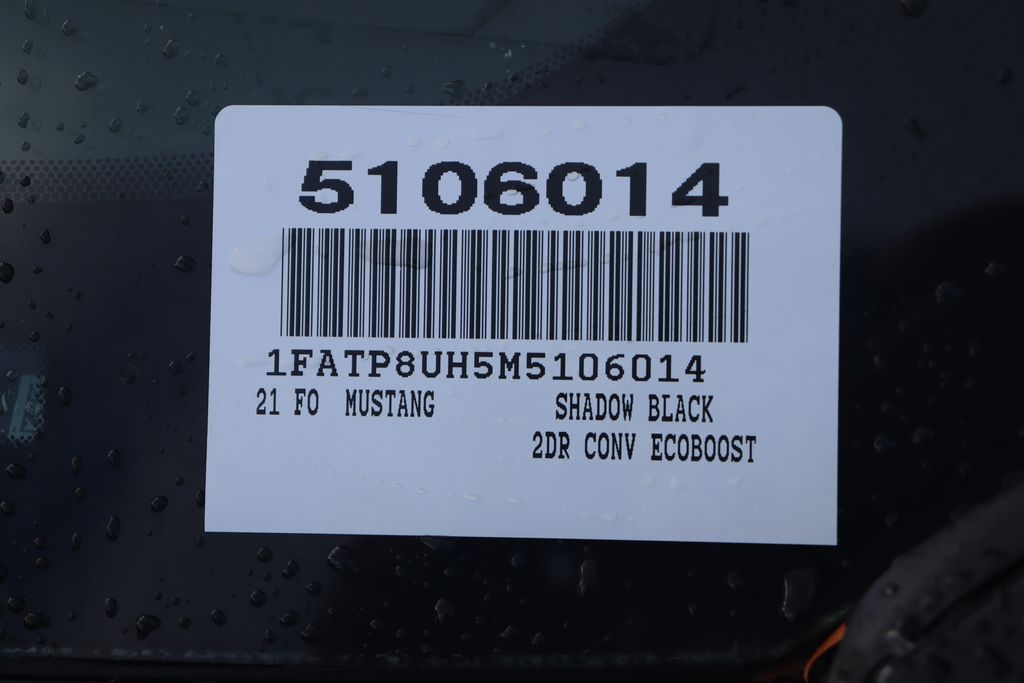 5106014
1FATP8UH5M5106014
21 FO MUSTANG SHADOW BLACK
2DR CONV ECOBOOST